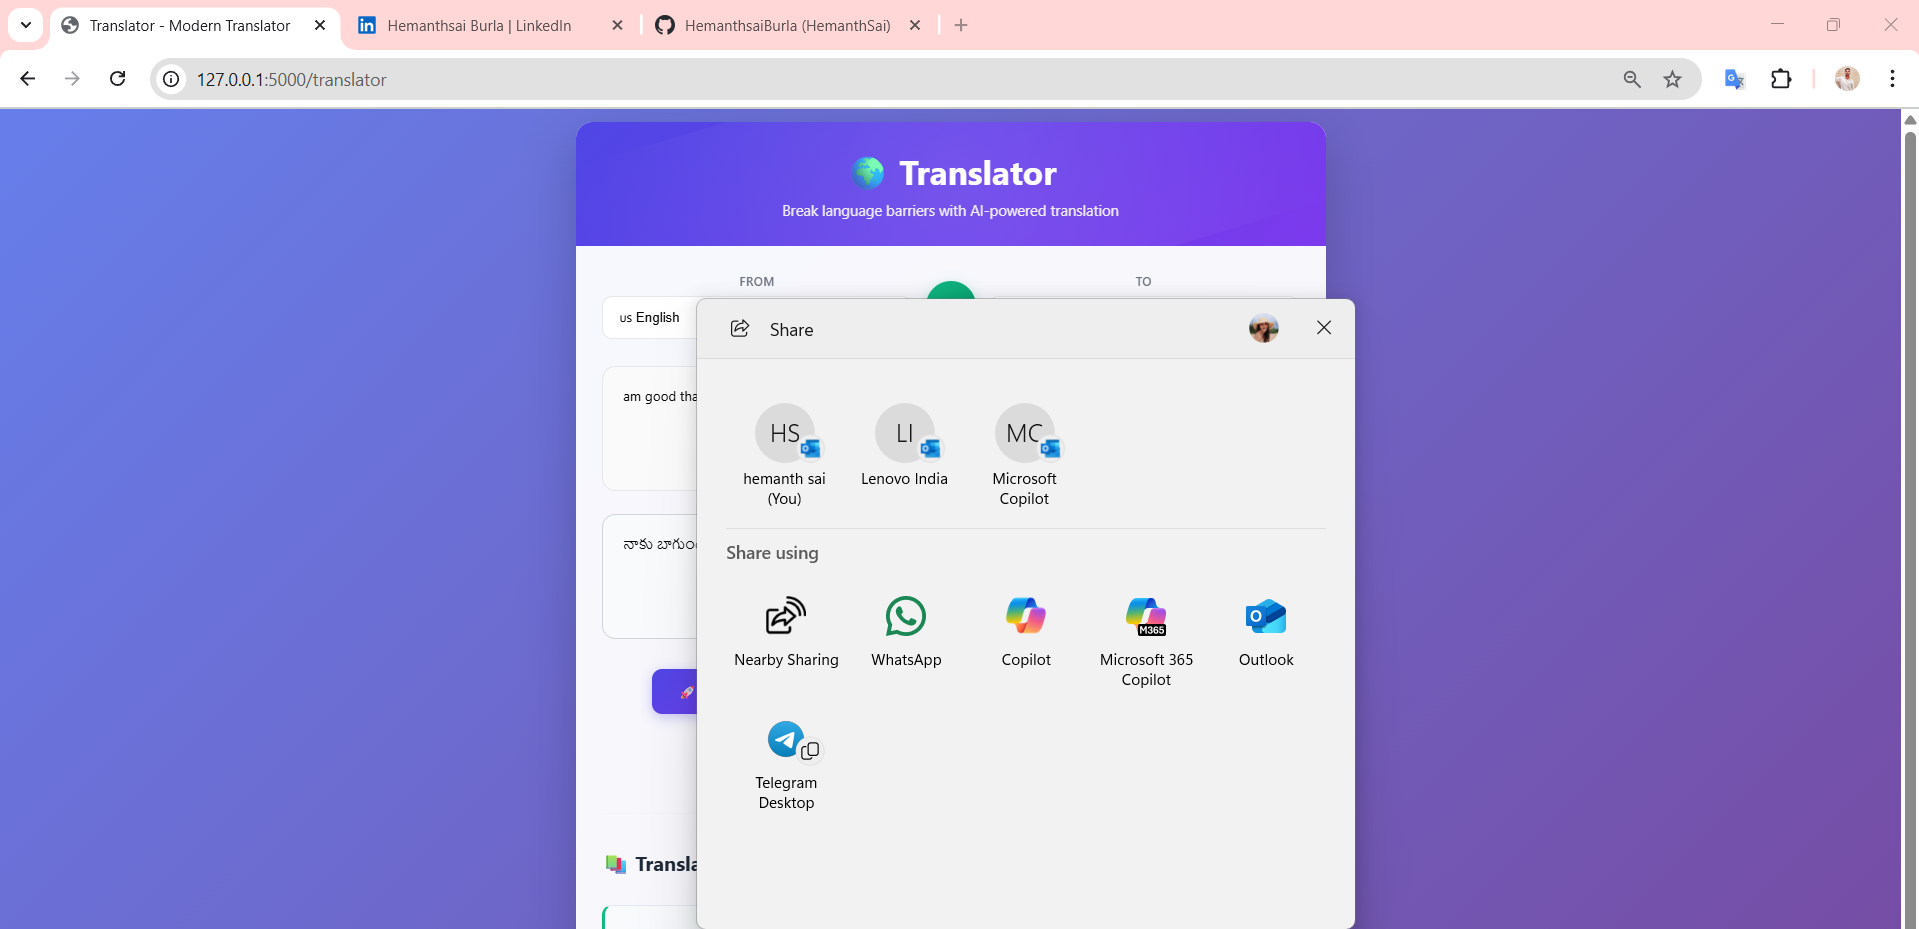 Translator - Modern Translator
Hemanthsai Burla | LinkedIn
HemanthsaiBurla (HemanthSai)
127.0.0.1:5000/translator
Translator
Break language barriers with AI-powered translation
FROM
TO
us English
am good tha
నాకు బాగుం
Share
HS
LI
MC
hemanth sai
(You)
Lenovo India
Microsoft
Copilot
Share using
Nearby Sharing
WhatsApp
Copilot
M365
Microsoft 365
Copilot
Outlook
Telegram
Desktop
Transla